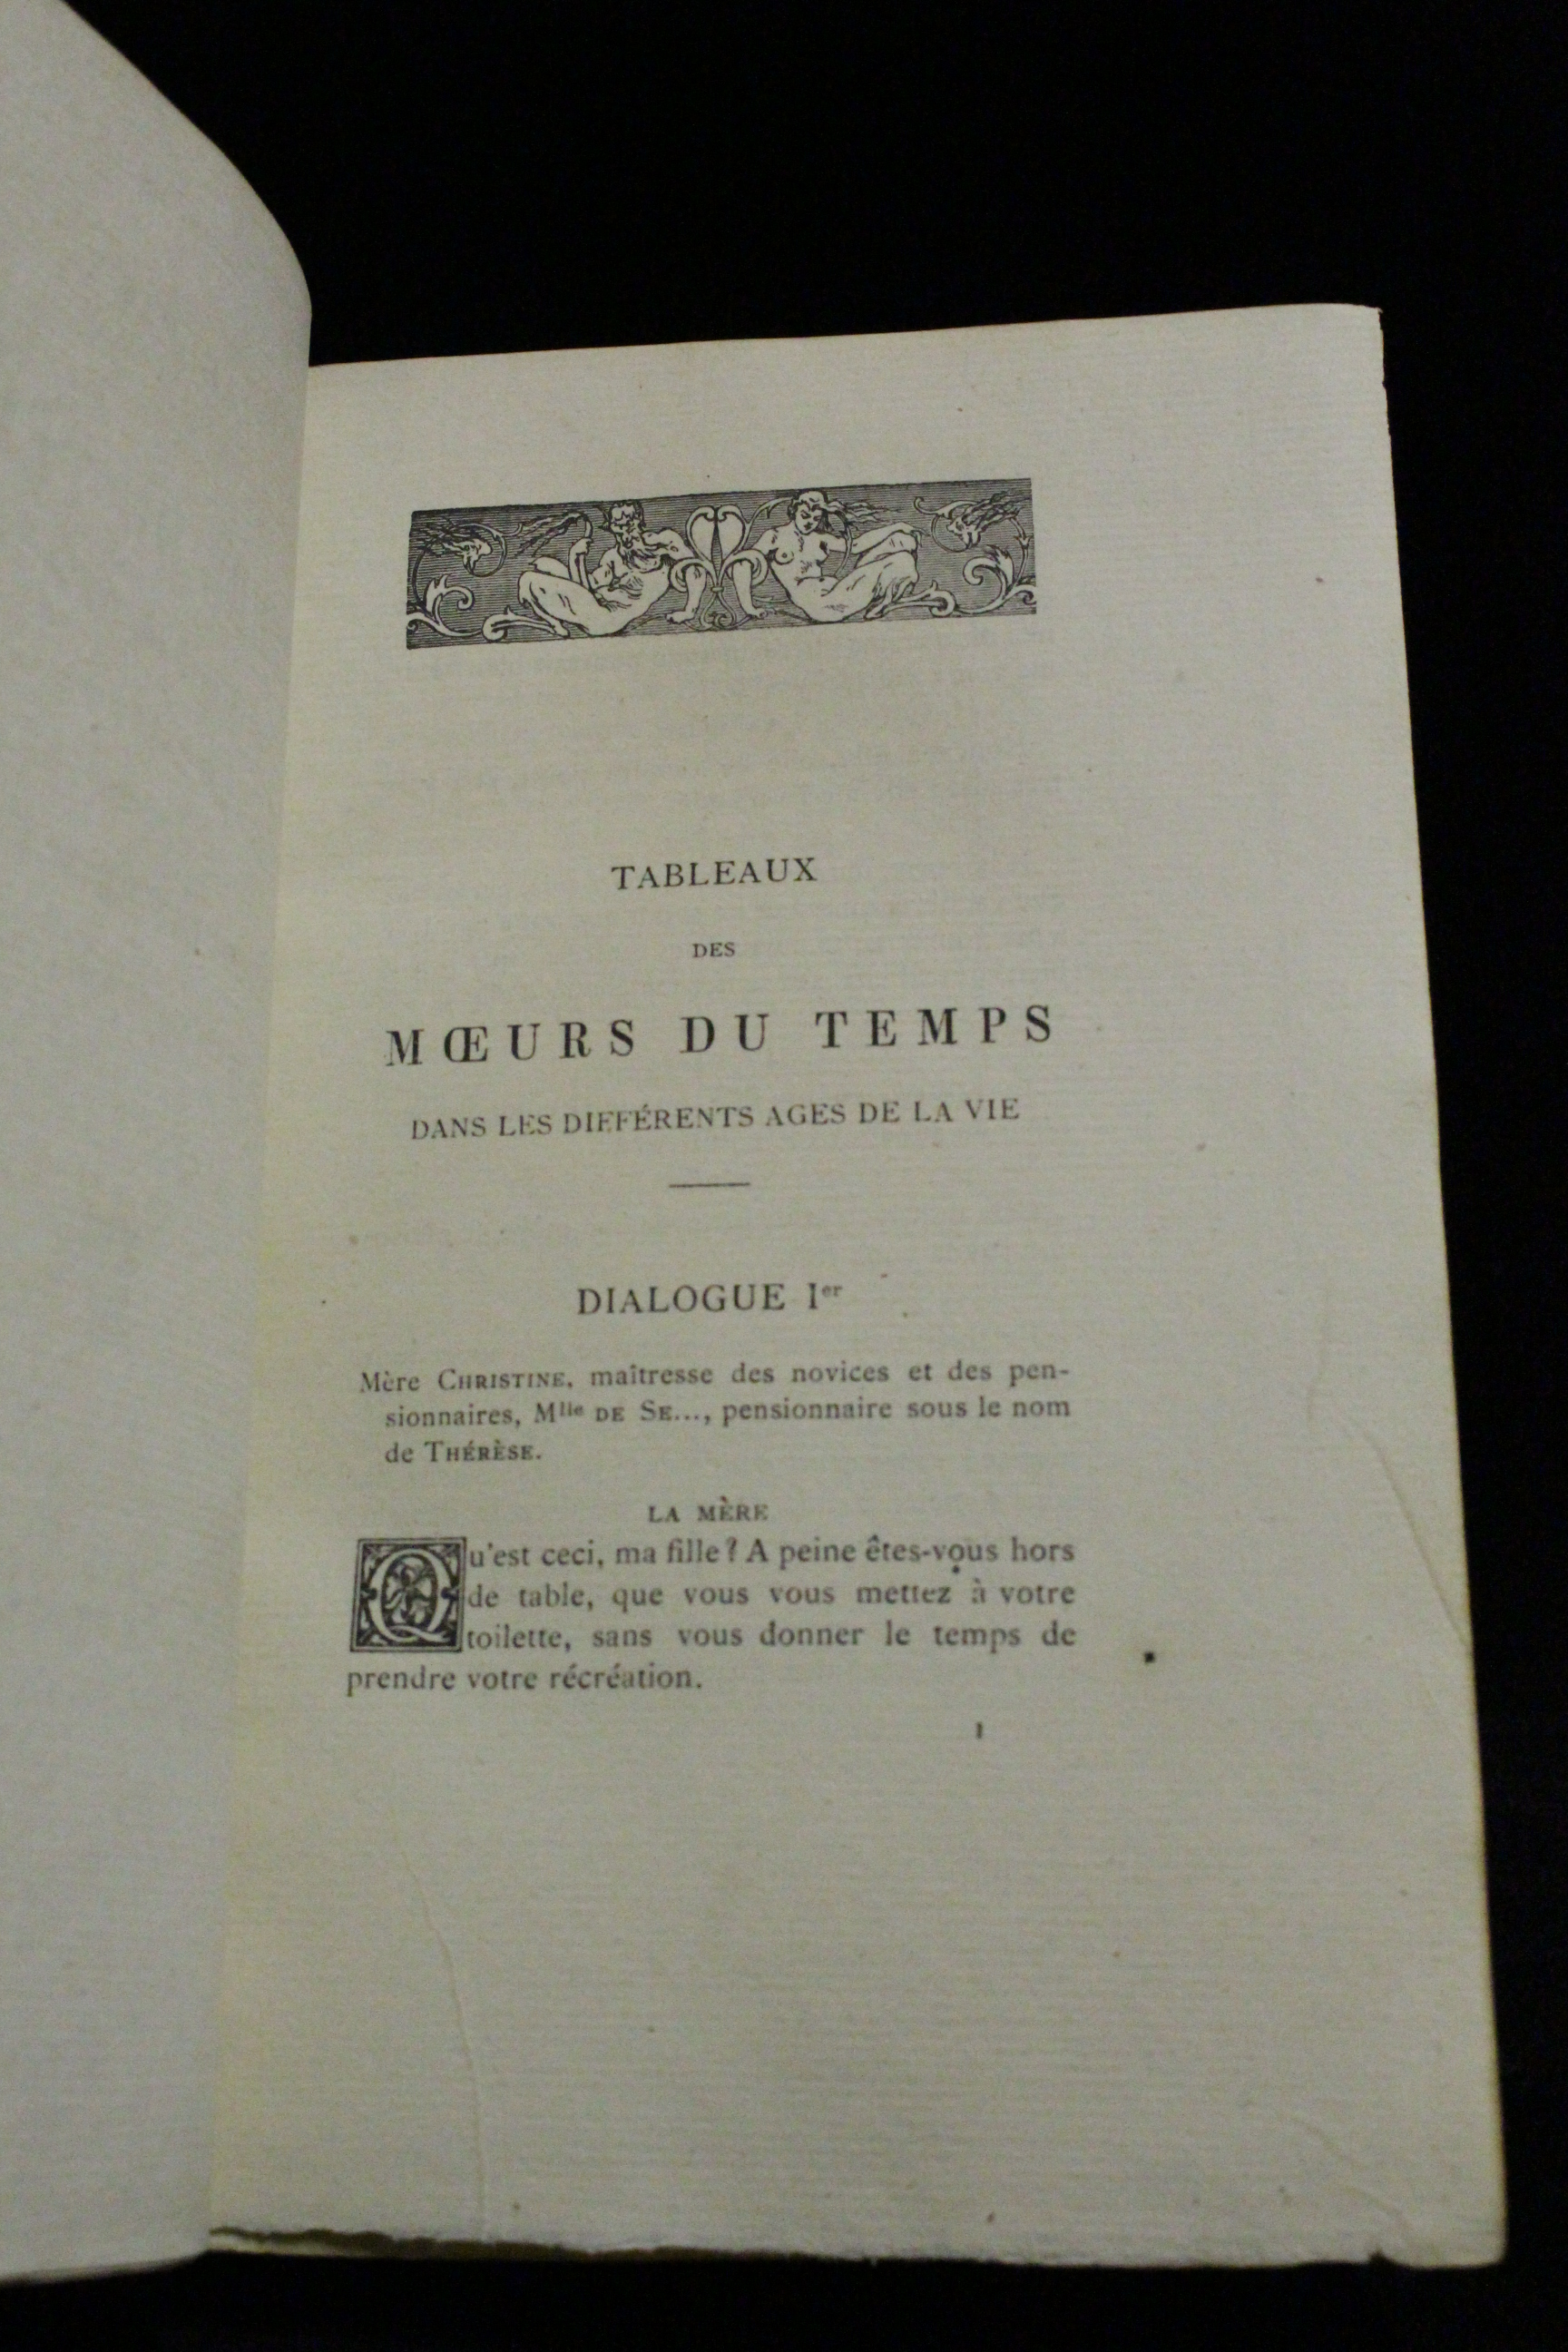 TABLEAUX
DES
MŒURS DU TEMPS
DANS LES DIFFÉRENTS AGES DE LA VIE
DIALOGUE Ier
Mère CHRISTINE, maîtresse des novices et des pen-
sionnaires, Mlle DE SE..., pensionnaire sous le nom
de THÉRÈSE.
LA MÈRE
Qu'est ceci, ma fille? A peine êtes-vous hors
de table, que vous vous mettez à votre
toilette, sans vous donner le temps de
prendre votre récréation.
1